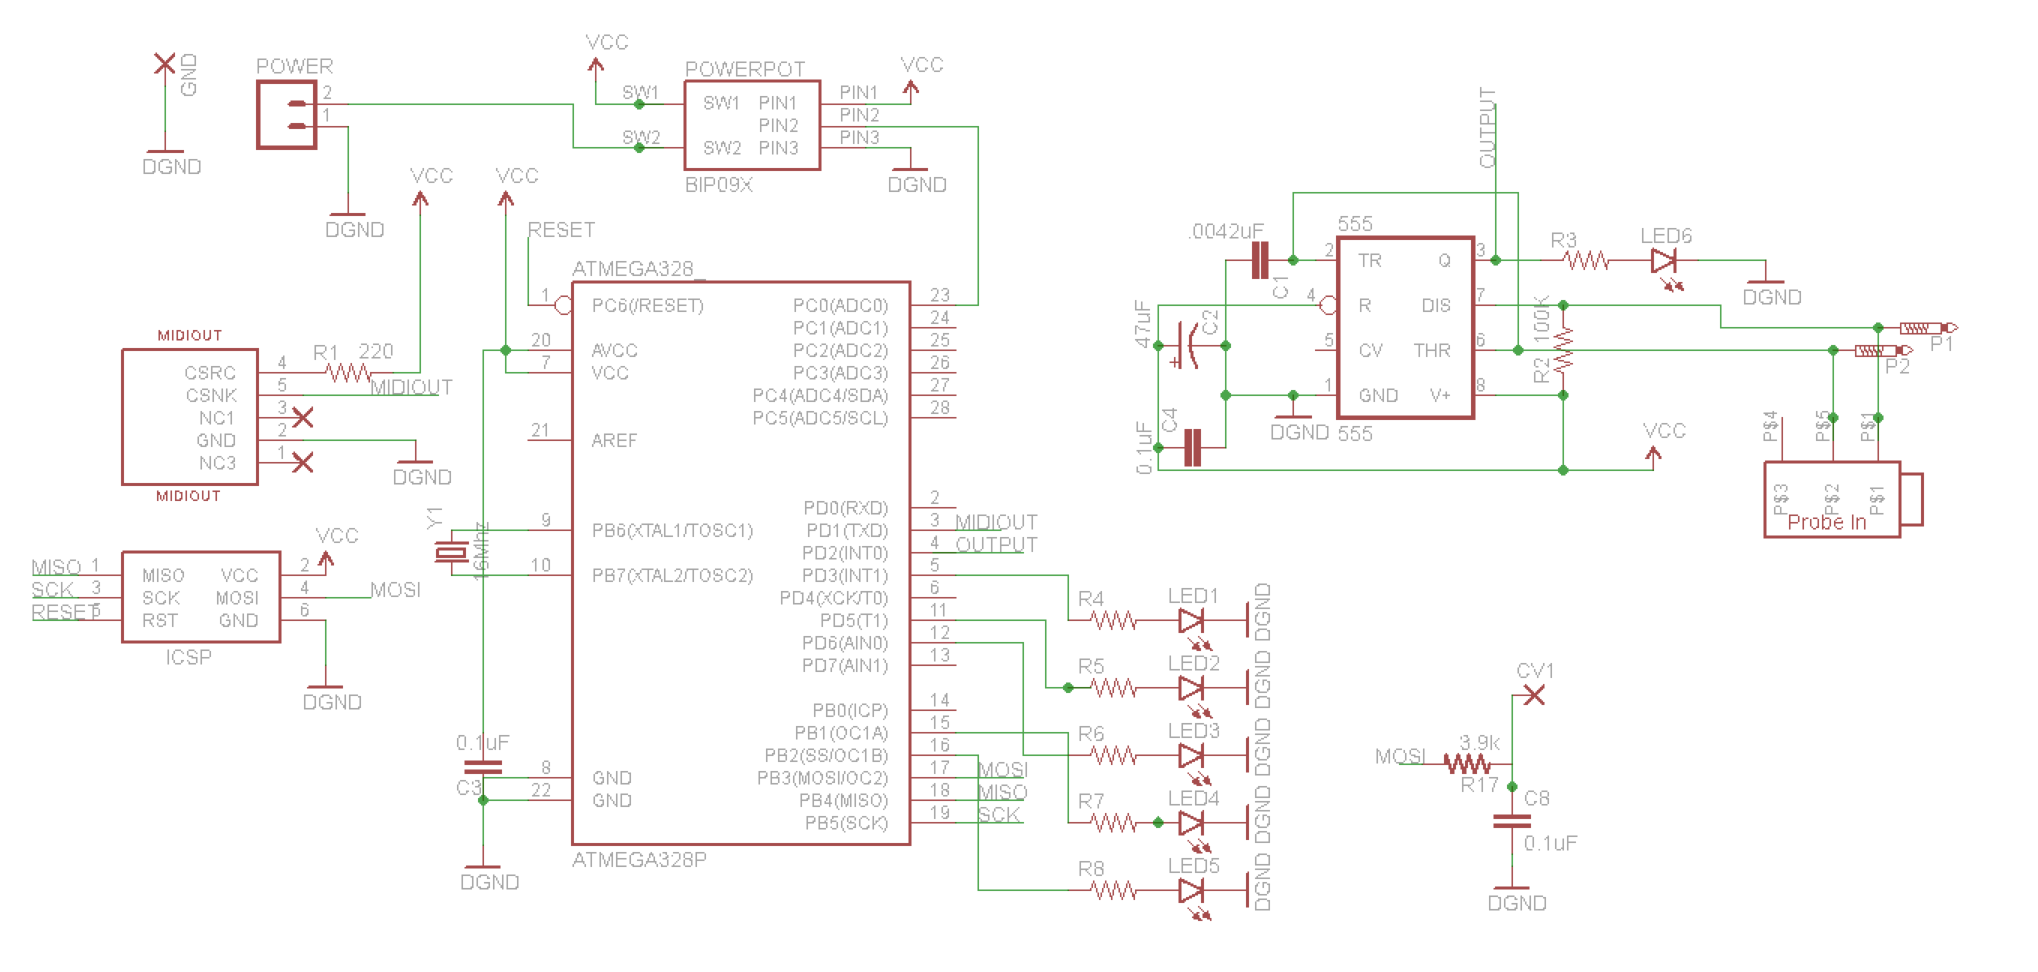 GND
DGND
POWER
2
1
DGND
VCC
SW1
SW2
POWERPOT
SW1 PIN1
PIN2
SW2 PIN3
BIP09X
PIN1
PIN2
PIN3
VCC
DGND
VCC
VCC
RESET
ATMEGA328_
1 PC6(/RESET)
20 AVCC
7 VCC
21 AREF
9 PB6(XTAL1/TOSC1)
10 PB7(XTAL2/TOSC2)
8 GND
22 GND
PC0(ADC0) 23
PC1(ADC1) 24
PC2(ADC2) 25
PC3(ADC3) 26
PC4(ADC4/SDA) 27
PC5(ADC5/SCL) 28
PD0(RXD) 2
PD1(TXD) 3 MIDIOUT
PD2(INT0) 4 OUTPUT
PD3(INT1) 5
PD4(XCK/T0) 6
PD5(T1) 11
PD6(AIN0) 12
PD7(AIN1) 13
PB0(ICP) 14
PB1(OC1A) 15
PB2(SS/OC1B) 16
PB3(MOSI/OC2) 17 MOSI
PB4(MISO) 18 MISO
PB5(SCK) 19 SCK
ATMEGA328P
MIDIOUT
CSRC 4 R1 220
CSNK 5 MIDIOUT
NC1 3
GND 2
NC3 1
DGND
MIDIOUT
Y1
16Mhz
VCC
MISO 1 MISO VCC 2
SCK 3 SCK MOSI 4 MOSI
RESET 5 RST GND 6
ICSP
DGND
0.1uF
C3
DGND
R4 LED1 DGND
R5 LED2 DGND
R6 LED3 DGND
R7 LED4 DGND
R8 LED5 DGND
OUTPUT
.0042uF
C1
47uF
C2
+
0.1uF
C4
DGND
555
2 TR Q 3
4 R DIS 7
5 CV THR 6
1 GND V+ 8
555
R3 LED6
DGND
R2 100K
VCC
P1
P2
P$4 P$5 P$1
P$3 P$2 P$1
Probe In
CV1
MOSI 3.9k
R17
C8
0.1uF
DGND